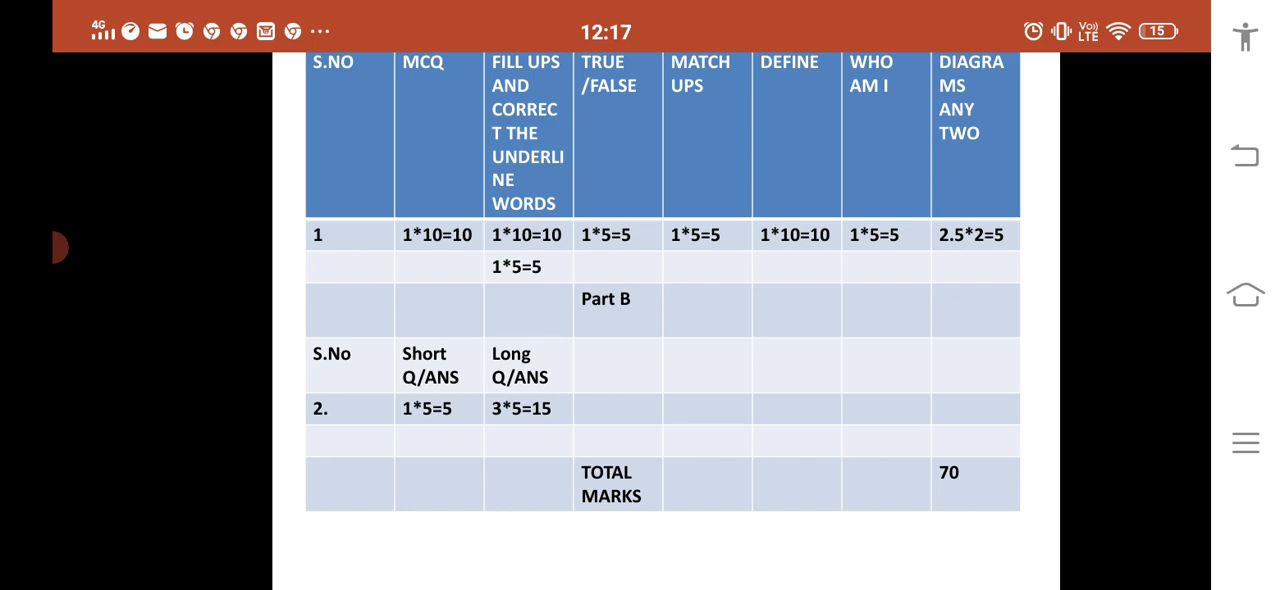 4G 12:17 Vo)) LTE 15
S.NO MCQ FILL UPS TRUE MATCH DEFINE WHO DIAGRA
AND /FALSE UPS AM I MS
CORREC ANY
T THE TWO
UNDERLI
NE
WORDS
1 1*10=10 1*10=10 1*5=5 1*5=5 1*10=10 1*5=5 2.5*2=5
1*5=5
Part B
S.No Short Long
Q/ANS Q/ANS
2. 1*5=5 3*5=15
TOTAL 70
MARKS